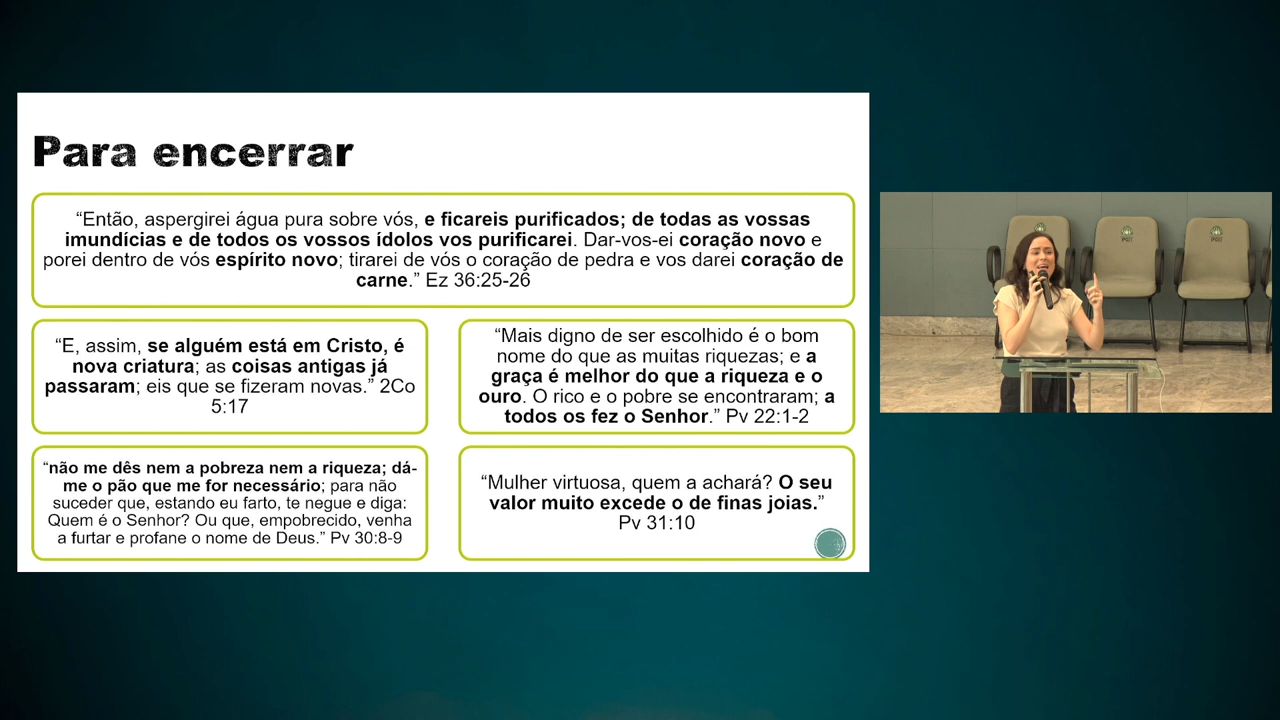 Para encerrar
“Então, aspergirei água pura sobre vós, e ficareis purificados; de todas as vossas
imundícias e de todos os vossos ídolos vos purificarei. Dar-vos-ei coração novo e
porei dentro de vós espírito novo; tirarei de vós o coração de pedra e vos darei coração de
carne.” Ez 36:25-26
“E, assim, se alguém está em Cristo, é
nova criatura; as coisas antigas já
passaram; eis que se fizeram novas.” 2Co
5:17
“Mais digno de ser escolhido é o bom
nome do que as muitas riquezas; e a
graça é melhor do que a riqueza e o
ouro. O rico e o pobre se encontraram; a
todos os fez o Senhor.” Pv 22:1-2
“não me dês nem a pobreza nem a riqueza; dá-
me o pão que me for necessário; para não
suceder que, estando eu farto, te negue e diga:
Quem é o Senhor? Ou que, empobrecido, venha
a furtar e profane o nome de Deus.” Pv 30:8-9
“Mulher virtuosa, quem a achará? O seu
valor muito excede o de finas joias.”
Pv 31:10